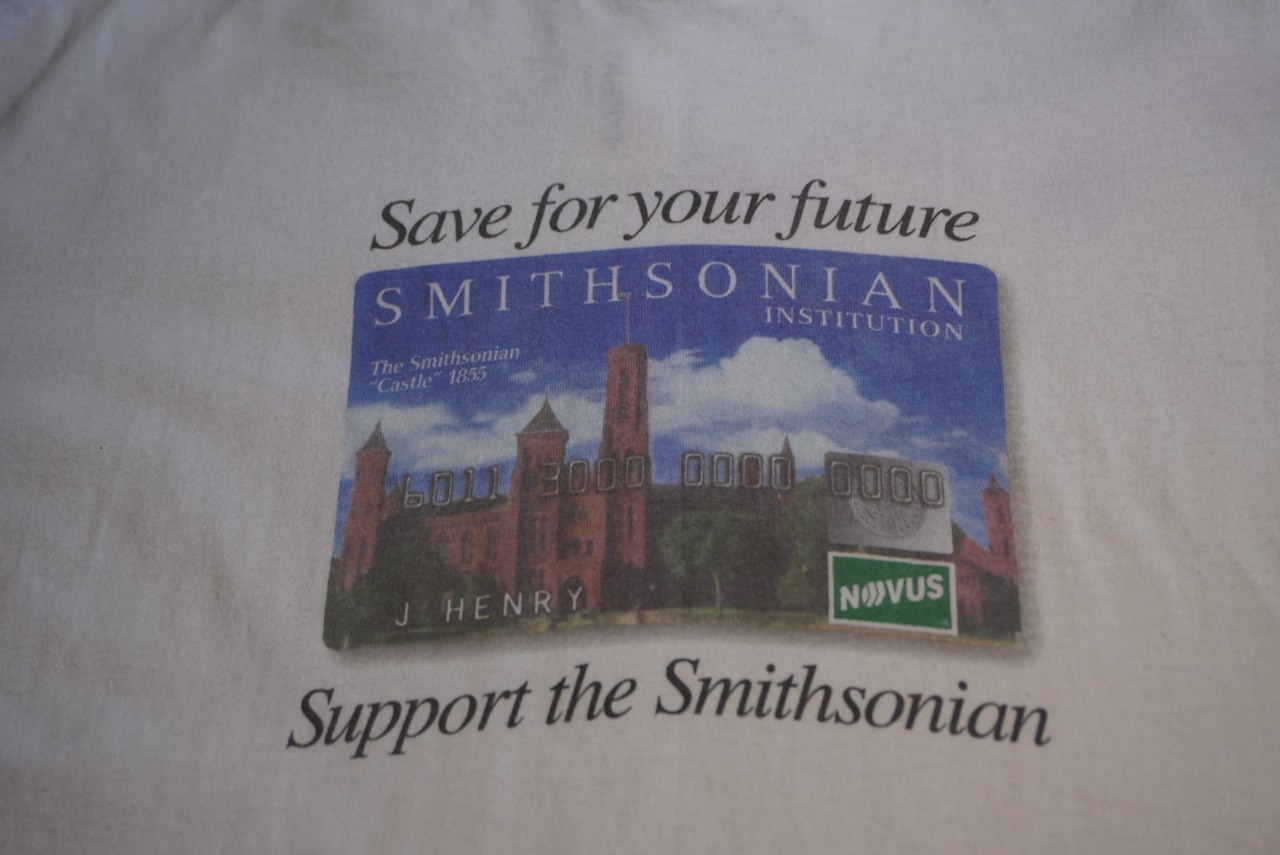 Save for your future
SMITHSONIAN
INSTITUTION
The Smithsonian
"Castle" 1855
6011 3000 0000 0000
J HENRY
NOVUS
Support the Smithsonian